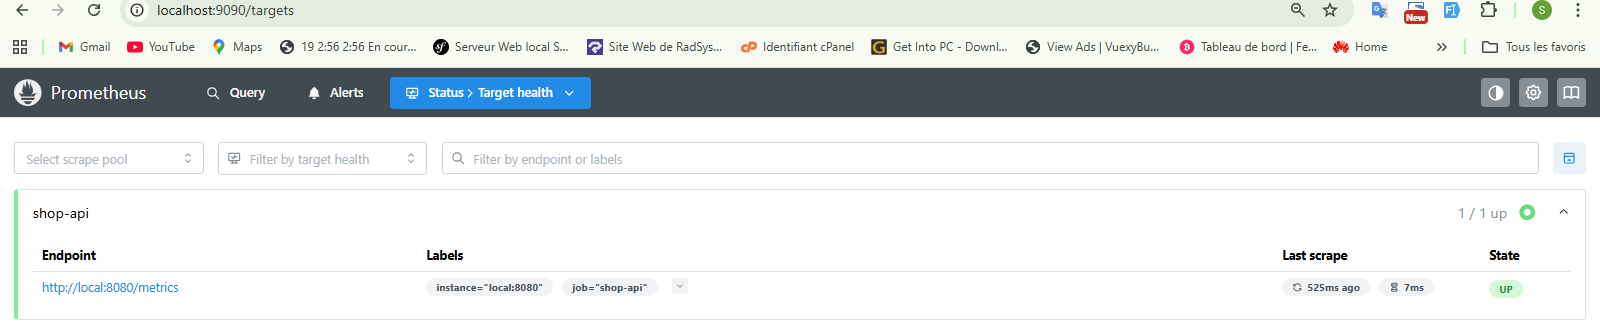 localhost:9090/targets
New
S
Gmail
YouTube
Maps
19 2:56 2:56 En cour...
Serveur Web local S...
Site Web de RadSys...
Identifiant cPanel
Get Into PC - Downl...
View Ads | VuexyBu...
Tableau de bord | Fe...
Home
Tous les favoris
Prometheus
Query
Alerts
Status > Target health
Select scrape pool
Filter by target health
Filter by endpoint or labels
shop-api
1 / 1 up
Endpoint Labels Last scrape State
http://local:8080/metrics instance="local:8080" job="shop-api" 525ms ago 7ms UP